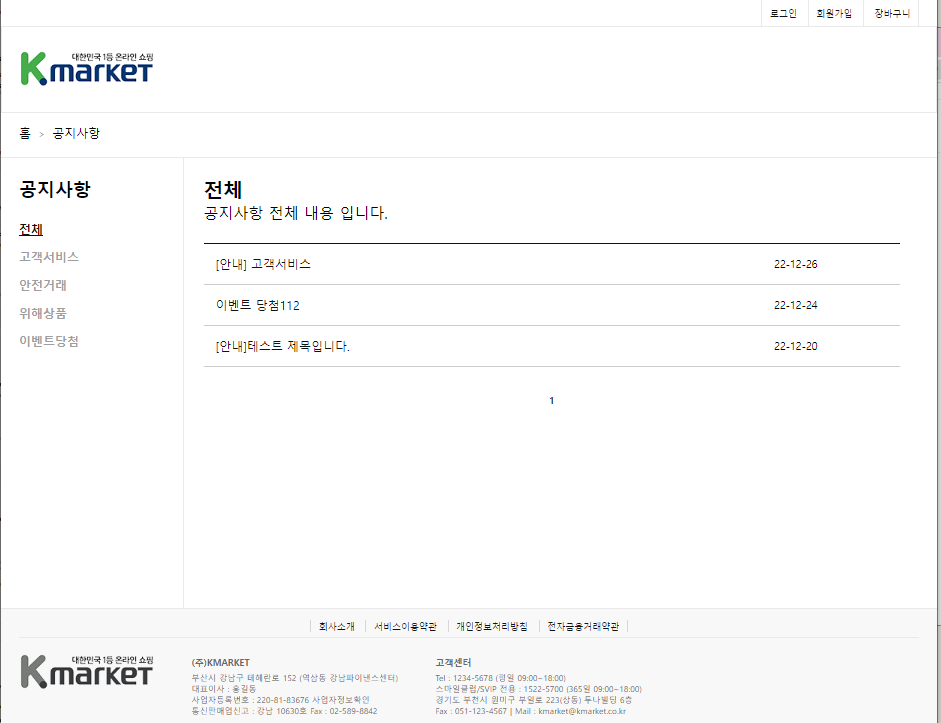 로그인 회원가입 장바구니
대한민국 1등 온라인 쇼핑
Kmarket
홈 > 공지사항
공지사항
전체
고객서비스
안전거래
위해상품
이벤트당첨
전체
공지사항 전체 내용 입니다.
[안내] 고객서비스 22-12-26
이벤트 당첨112 22-12-24
[안내]테스트 제목입니다. 22-12-20
1
회사소개 서비스이용약관 개인정보처리방침 전자금융거래약관
대한민국 1등 온라인 쇼핑
Kmarket
(주)KMARKET
부산시 강남구 테헤란로 152 (역삼동 강남파이낸스센터)
대표이사 : 홍길동
사업자등록번호 : 220-81-83676 사업자정보확인
통신판매업신고 : 강남 10630호 Fax : 02-589-8842
고객센터
Tel : 1234-5678 (평일 09:00~18:00)
스마일클럽/SVIP 전용 : 1522-5700 (365일 09:00~18:00)
경기도 부천시 원미구 부일로 223(상동) 투나빌딩 6층
Fax : 051-123-4567 | Mail : kmarket@kmarket.co.kr